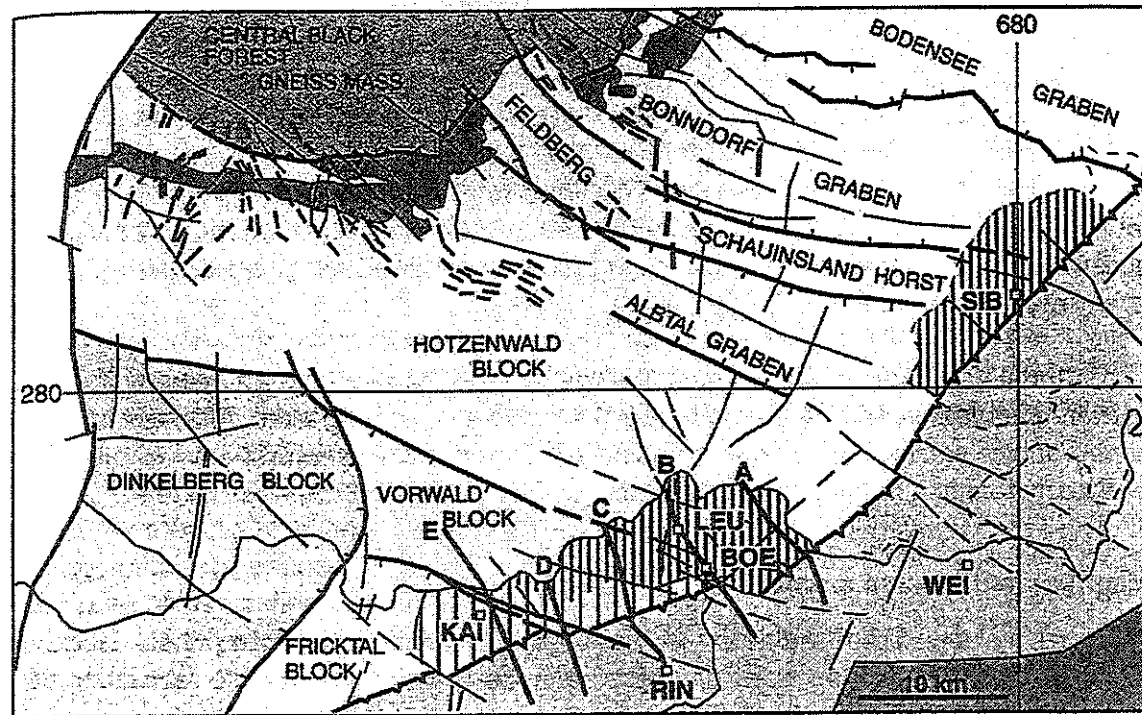 680
CENTRAL BLACK
FOREST
GNEISS MASS
BODENSEE
GRABEN
BONNDORF
GRABEN
FELDBERG
SCHAUINSLAND HORST
SIB
ALBTAL GRABEN
HOTZENWALD
BLOCK
280
DINKELBERG BLOCK
VORWALD
BLOCK
A
B
C
D
E
LEU
BOE
WEI
KAI
FRICKTAL
BLOCK
RIN
10 km